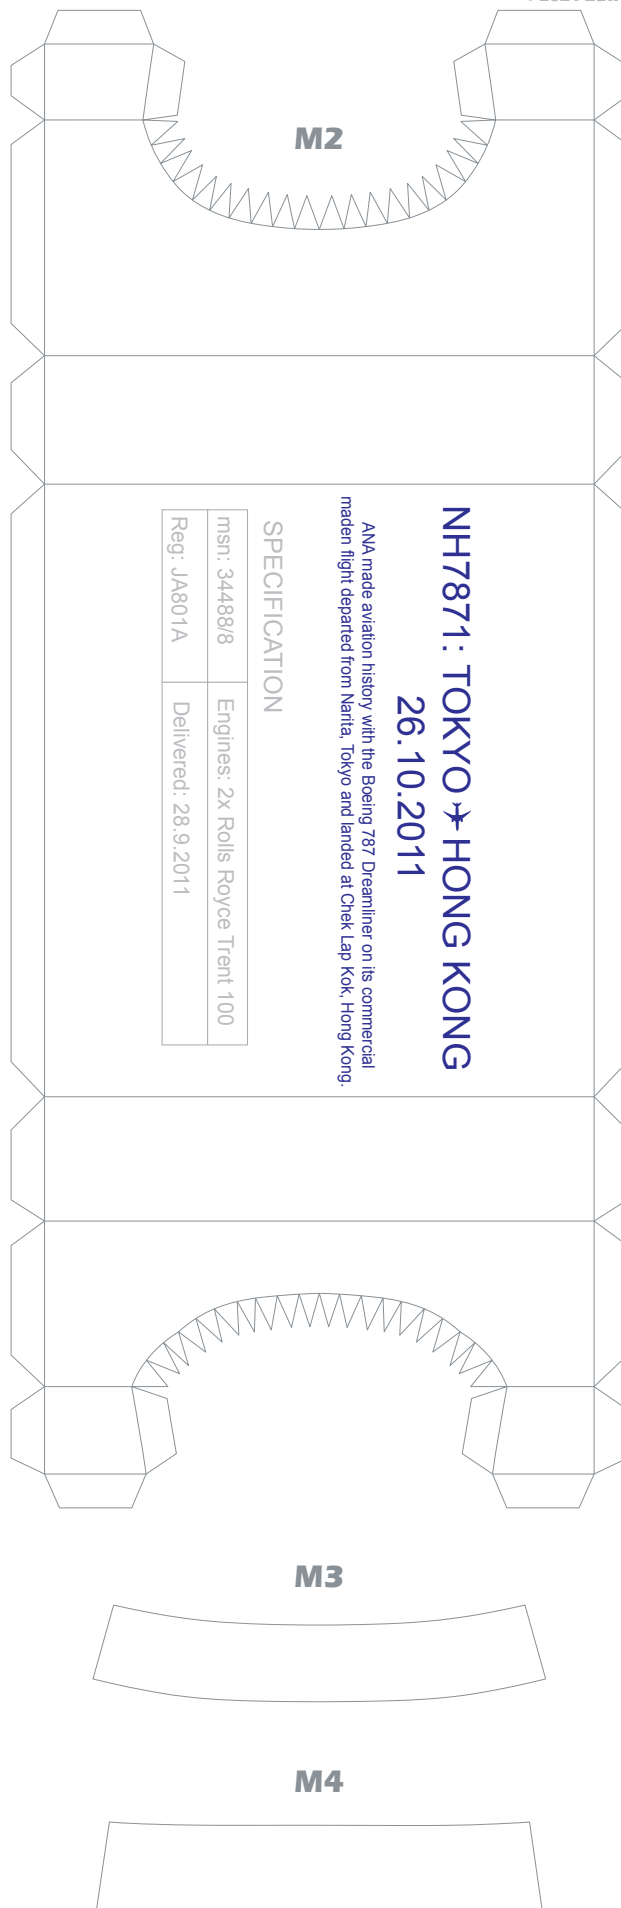 M2
NH7871: TOKYO ✈ HONG KONG
26.10.2011
ANA made aviation history with the Boeing 787 Dreamliner on its commercial
maden flight departed from Narita, Tokyo and landed at Chek Lap Kok, Hong Kong.
SPECIFICATION
msn: 34488/8 Engines: 2x Rolls Royce Trent 100
Reg: JA801A Delivered: 28.9.2011
M3
M4